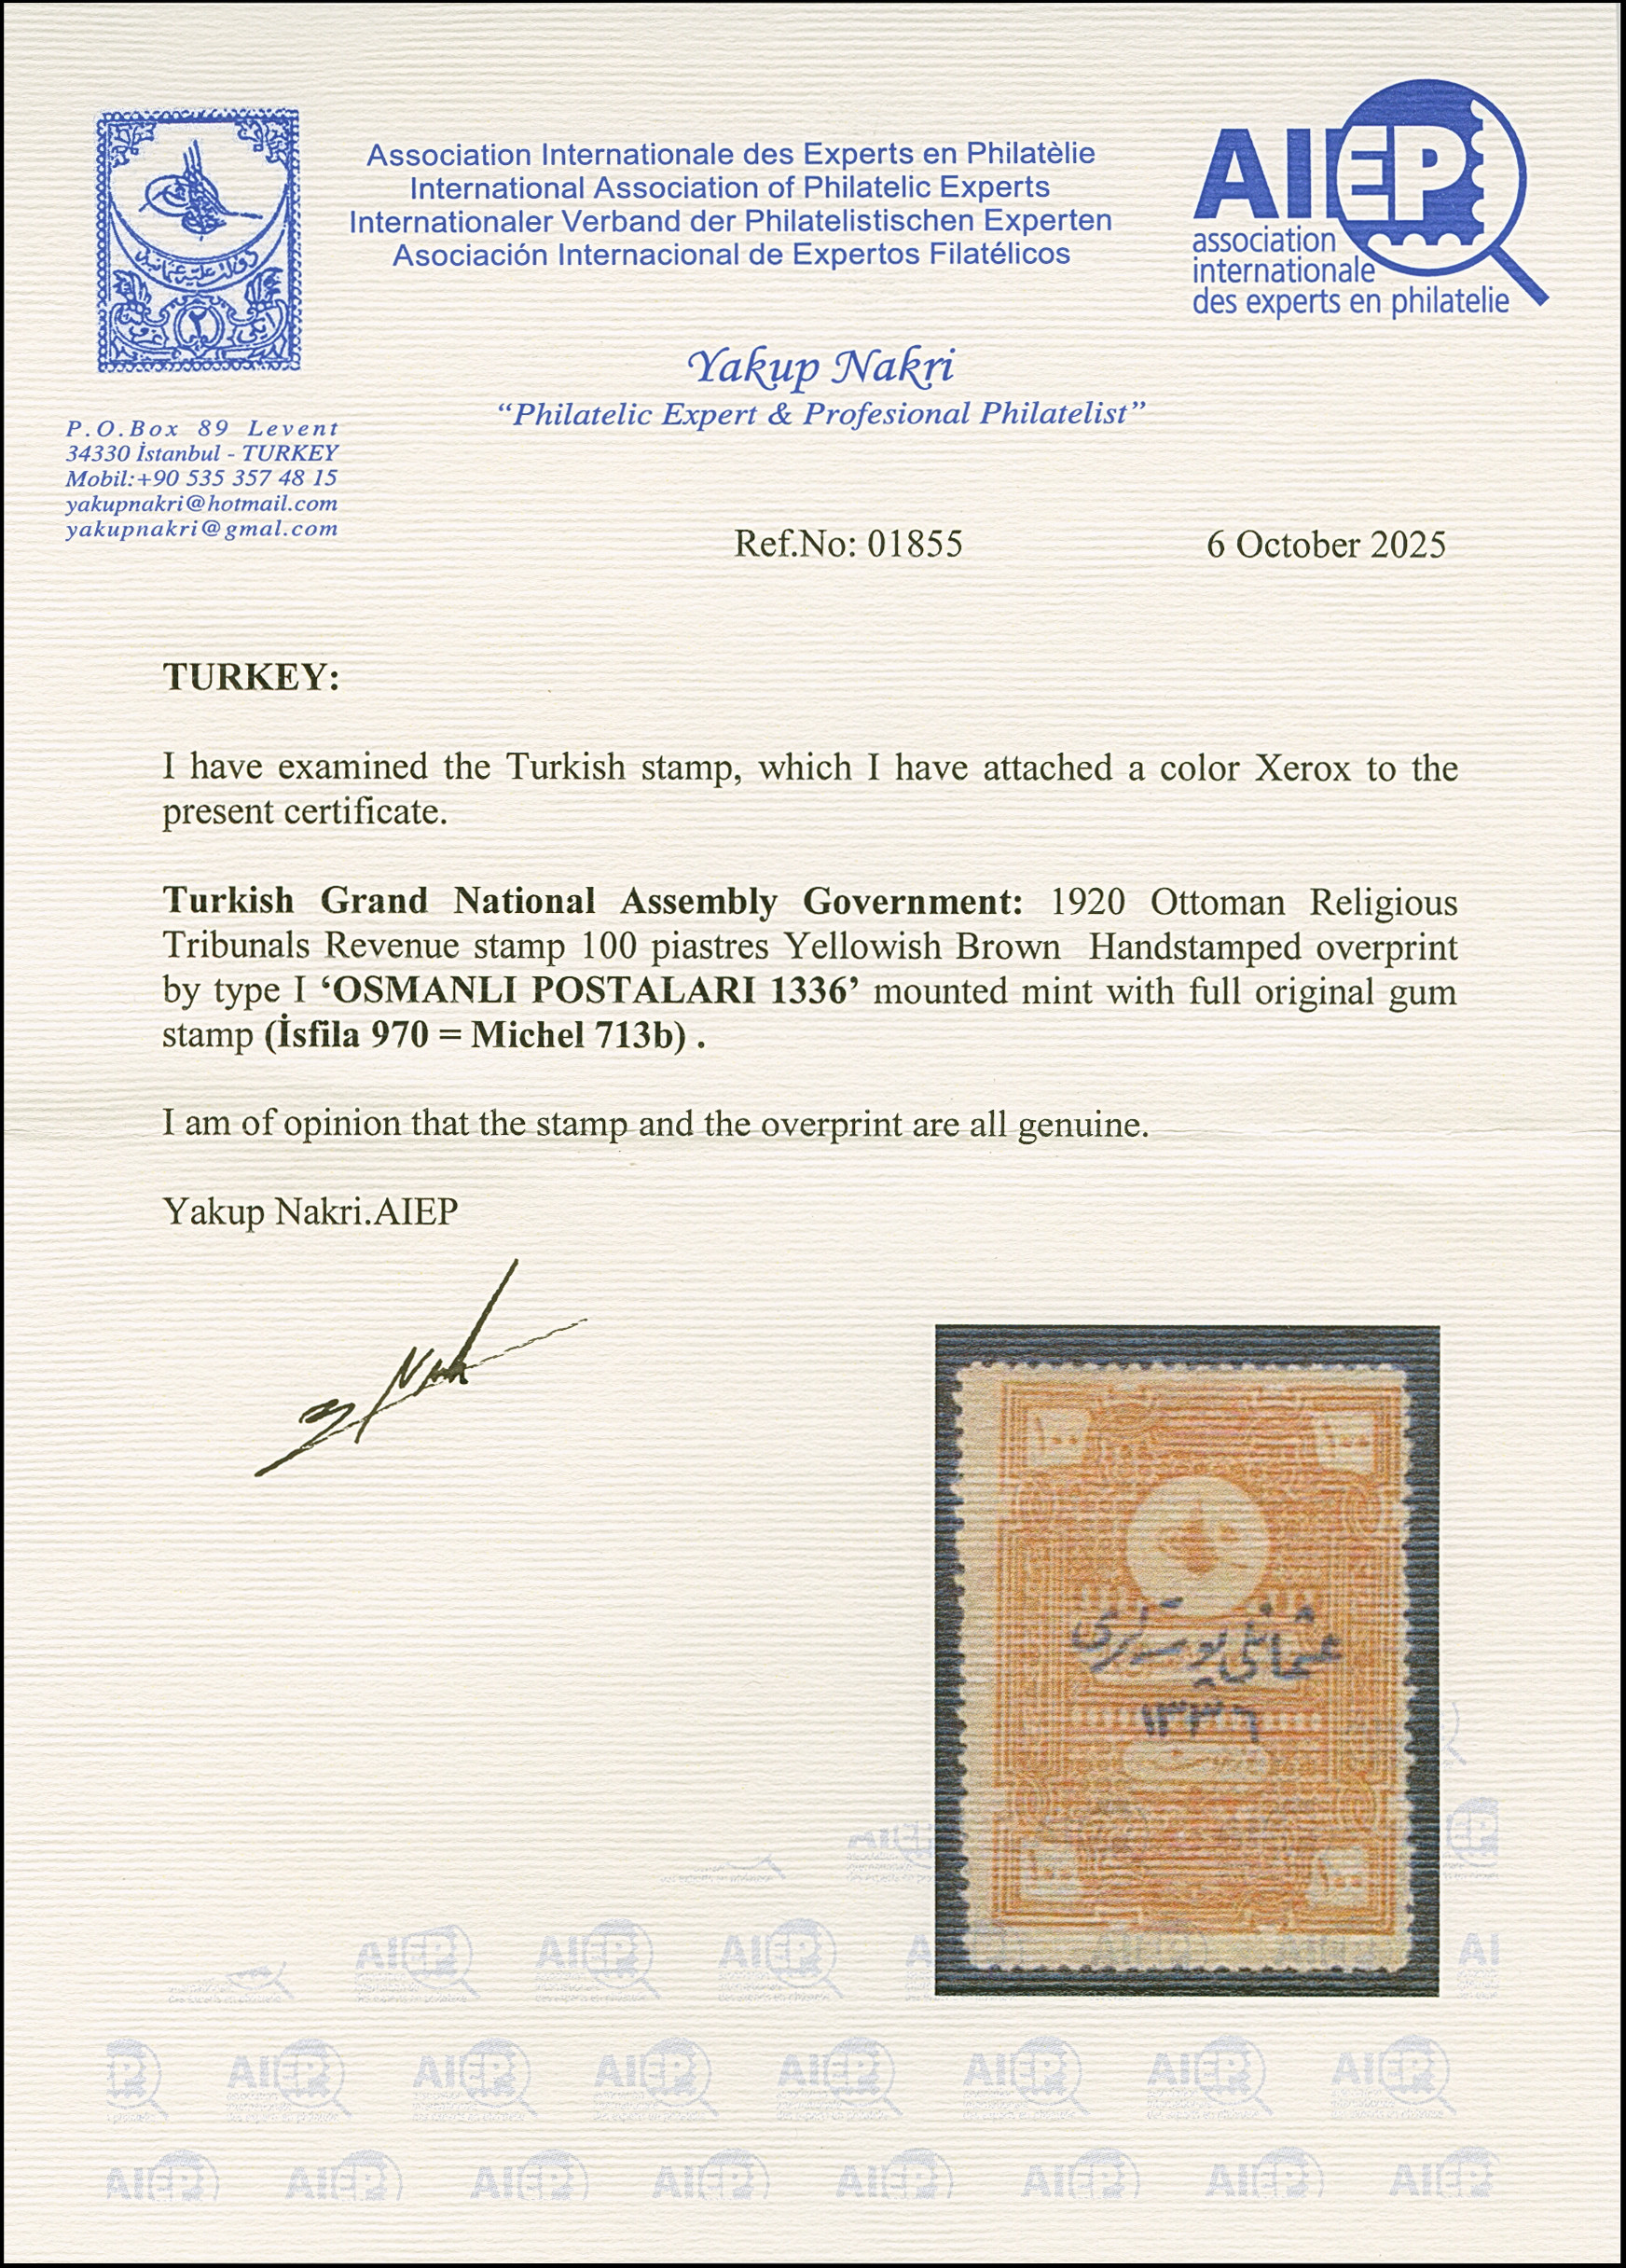 Association Internationale des Experts en Philatèlie
International Association of Philatelic Experts
Internationaler Verband der Philatelistischen Experten
Asociación Internacional de Expertos Filatélicos
AIEP
association
internationale
des experts en philatelie
Yakup Nakri
“Philatelic Expert & Profesional Philatelist”
P.O.Box 89 Levent
34330 İstanbul - TURKEY
Mobil:+90 535 357 48 15
yakupnakri@hotmail.com
yakupnakri@gmal.com
Ref.No: 01855 6 October 2025
TURKEY:
I have examined the Turkish stamp, which I have attached a color Xerox to the
present certificate.
Turkish Grand National Assembly Government: 1920 Ottoman Religious
Tribunals Revenue stamp 100 piastres Yellowish Brown Handstamped overprint
by type I ‘OSMANLI POSTALARI 1336’ mounted mint with full original gum
stamp (İsfila 970 = Michel 713b) .
I am of opinion that the stamp and the overprint are all genuine.
Yakup Nakri.AIEP
عثمانلی پوسته لری
١٣٣٦